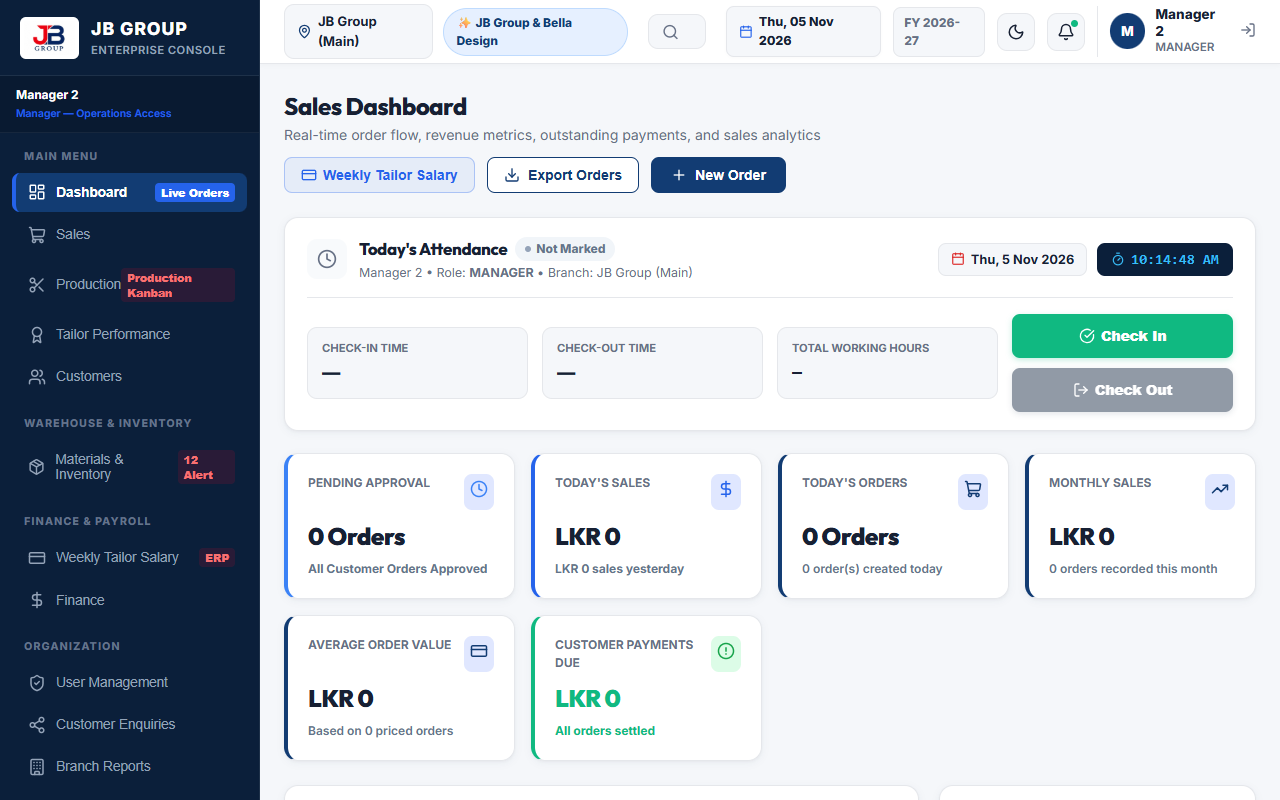 JB GROUP
JB GROUP
ENTERPRISE CONSOLE
Manager 2
Manager — Operations Access
MAIN MENU
Dashboard
Live Orders
Sales
Production
Production
Kanban
Tailor Performance
Customers
WAREHOUSE & INVENTORY
Materials &
Inventory
12
Alert
FINANCE & PAYROLL
Weekly Tailor Salary
ERP
Finance
ORGANIZATION
User Management
Customer Enquiries
Branch Reports
JB Group
(Main)
✨ JB Group & Bella
Design
Thu, 05 Nov
2026
FY 2026-
27
M
Manager
2
MANAGER
Sales Dashboard
Real-time order flow, revenue metrics, outstanding payments, and sales analytics
Weekly Tailor Salary
Export Orders
New Order
Today's Attendance
Not Marked
Manager 2 • Role: MANAGER • Branch: JB Group (Main)
Thu, 5 Nov 2026
10:14:48 AM
CHECK-IN TIME
—
CHECK-OUT TIME
—
TOTAL WORKING HOURS
–
Check In
Check Out
PENDING APPROVAL
0 Orders
All Customer Orders Approved
TODAY'S SALES
LKR 0
LKR 0 sales yesterday
TODAY'S ORDERS
0 Orders
0 order(s) created today
MONTHLY SALES
LKR 0
0 orders recorded this month
AVERAGE ORDER VALUE
LKR 0
Based on 0 priced orders
CUSTOMER PAYMENTS
DUE
LKR 0
All orders settled